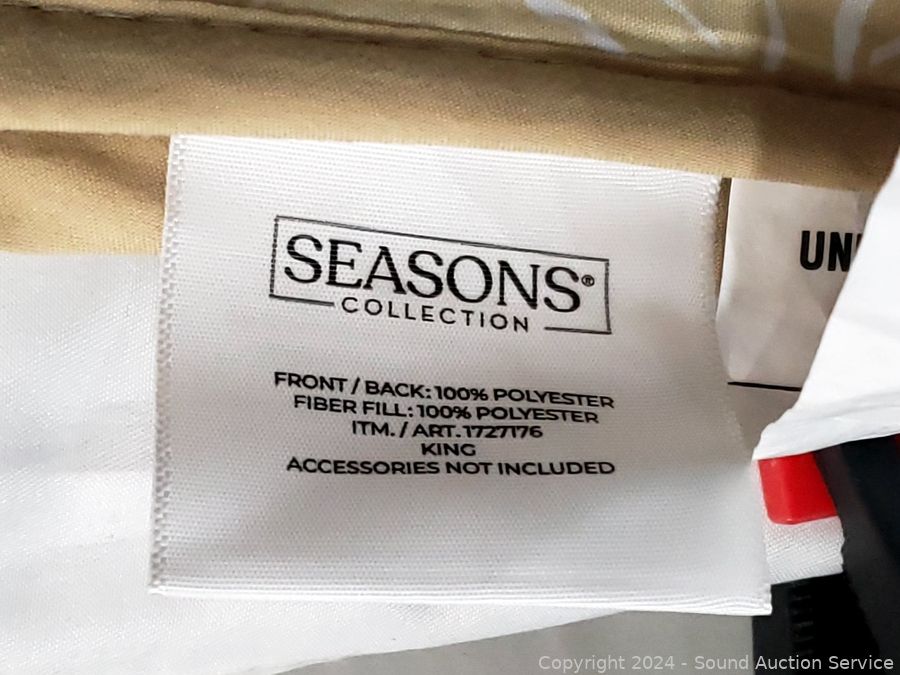 SEASONS®
COLLECTION
FRONT / BACK: 100% POLYESTER
FIBER FILL: 100% POLYESTER
ITM. / ART. 1727176
KING
ACCESSORIES NOT INCLUDED
Copyright 2024 - Sound Auction Service